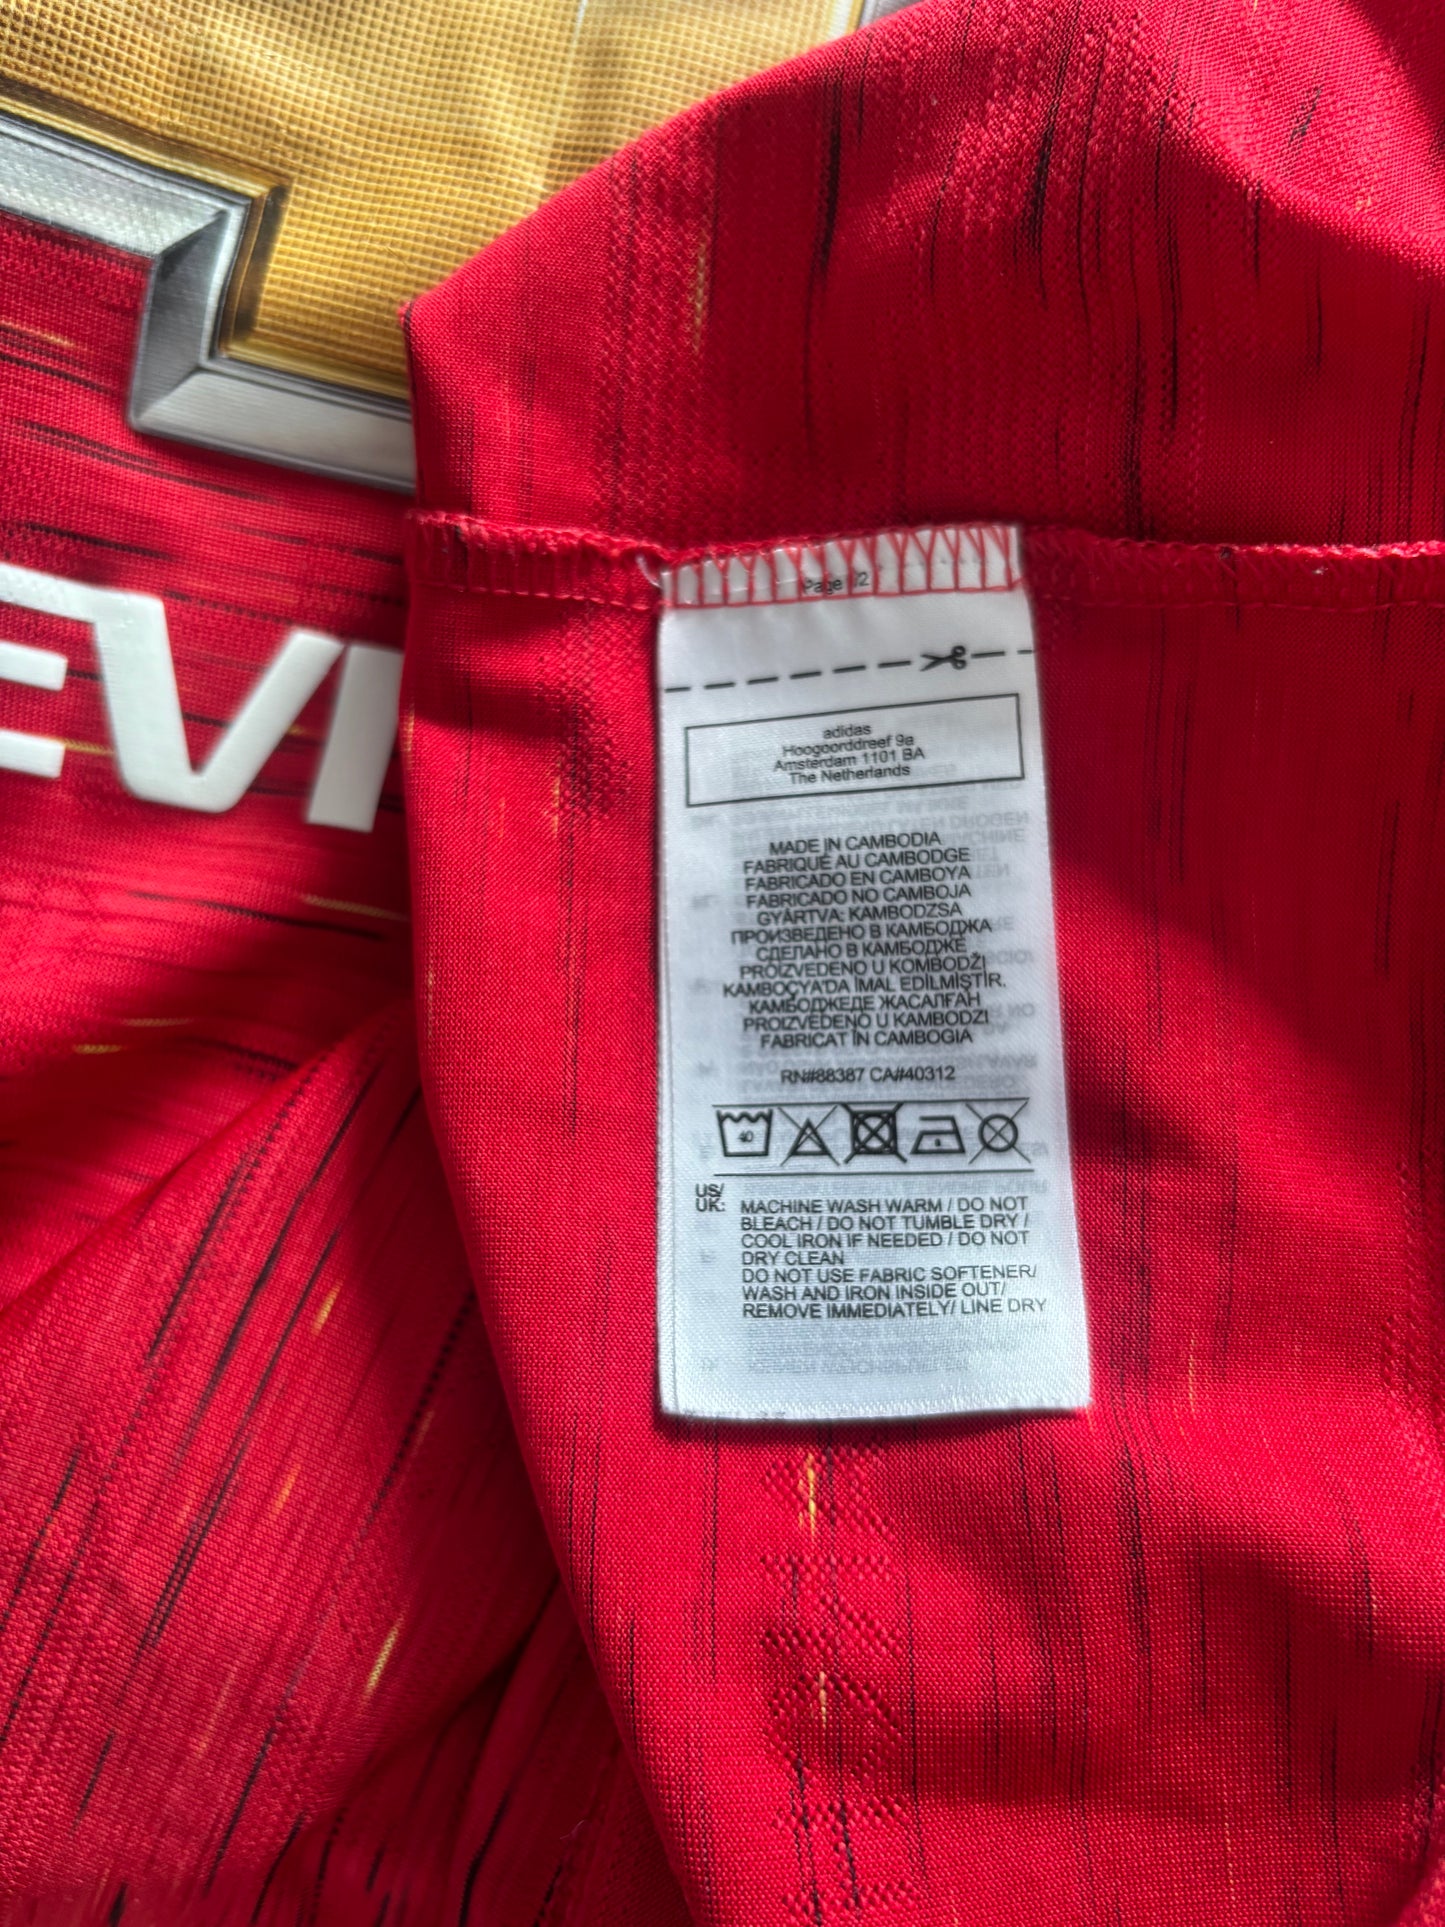 EVI
Page
adidas
Hoogoorddreef 9a
Amsterdam 1101 BA
The Netherlands
MADE IN CAMBODIA
FABRIQUÉ AU CAMBODGE
FABRICADO EN CAMBOYA
FABRICADO NO CAMBOJA
GYÁRTVA: KAMBODZSA
ПРОИЗВЕДЕНО В КАМБОДЖА
СДЕЛАНО В КАМБОДЖЕ
PROIZVEDENO U KOMBODŽI
KAMBOÇYA'DA İMAL EDİLMİŞTİR.
КАМБОДЖЕДЕ ЖАСАЛҒАН
PROIZVEDENO U KAMBODZI
FABRICAT ÎN CAMBOGIA
RN#88387 CA#40312
40
US/
UK: MACHINE WASH WARM / DO NOT
BLEACH / DO NOT TUMBLE DRY /
COOL IRON IF NEEDED / DO NOT
DRY CLEAN
DO NOT USE FABRIC SOFTENER/
WASH AND IRON INSIDE OUT/
REMOVE IMMEDIATELY/ LINE DRY